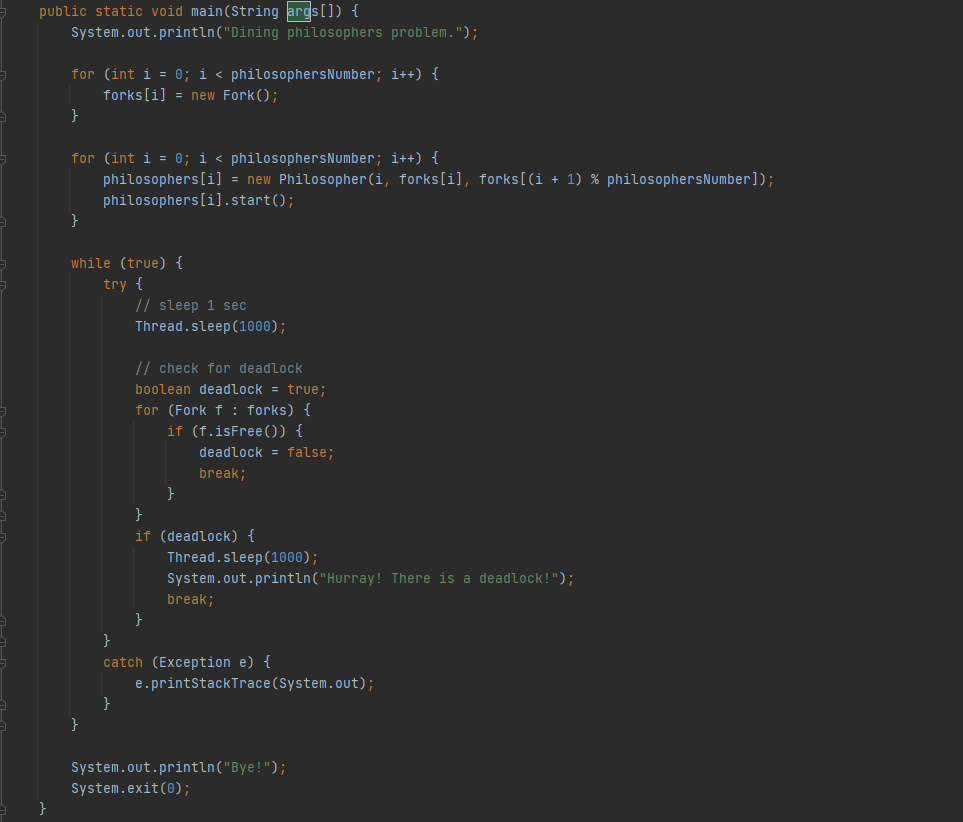 public static void main(String args[]) {
System.out.println("Dining philosophers problem.");
for (int i = 0; i < philosophersNumber; i++) {
forks[i] = new Fork();
}
for (int i = 0; i < philosophersNumber; i++) {
philosophers[i] = new Philosopher(i, forks[i], forks[(i + 1) % philosophersNumber]);
philosophers[i].start();
}
while (true) {
try {
// sleep 1 sec
Thread.sleep(1000);
// check for deadlock
boolean deadlock = true;
for (Fork f : forks) {
if (f.isFree()) {
deadlock = false;
break;
}
}
if (deadlock) {
Thread.sleep(1000);
System.out.println("Hurray! There is a deadlock!");
break;
}
}
catch (Exception e) {
e.printStackTrace(System.out);
}
}
System.out.println("Bye!");
System.exit(0);
}